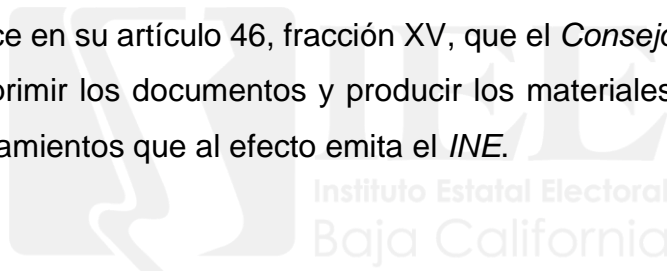 ce en su artículo 46, fracción XV, que el Consejo
primir los documentos y producir los materiales
amientos que al efecto emita el INE.
IEE
Instituto Estatal Electoral
Baja California